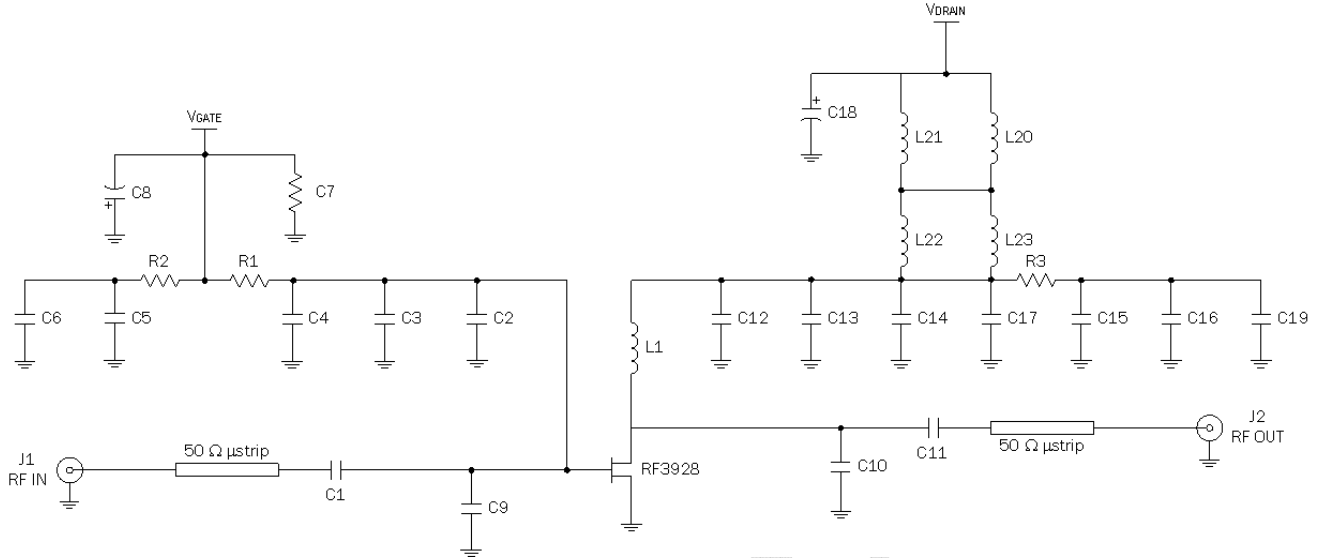 VDRAIN
C18
L21
L20
VGATE
C8
C7
L22
L23
R2
R1
R3
C6
C5
C4
C3
C2
L1
C12
C13
C14
C17
C15
C16
C19
J1
RF IN
50 Ω µstrip
C1
C9
RF3928
C10
C11
50 Ω µstrip
J2
RF OUT